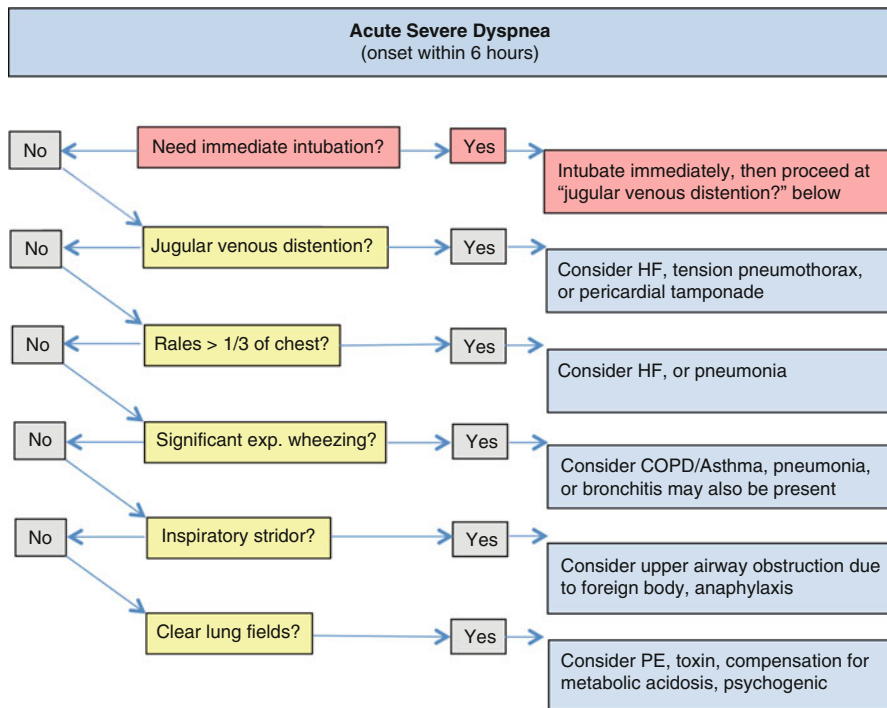 Acute Severe Dyspnea
(onset within 6 hours)
No
Need immediate intubation?
Yes
Intubate immediately, then proceed at
“jugular venous distention?” below
No
Jugular venous distention?
Yes
Consider HF, tension pneumothorax,
or pericardial tamponade
No
Rales > 1/3 of chest?
Yes
Consider HF, or pneumonia
No
Significant exp. wheezing?
Yes
Consider COPD/Asthma, pneumonia,
or bronchitis may also be present
No
Inspiratory stridor?
Yes
Consider upper airway obstruction due
to foreign body, anaphylaxis
Clear lung fields?
Yes
Consider PE, toxin, compensation for
metabolic acidosis, psychogenic